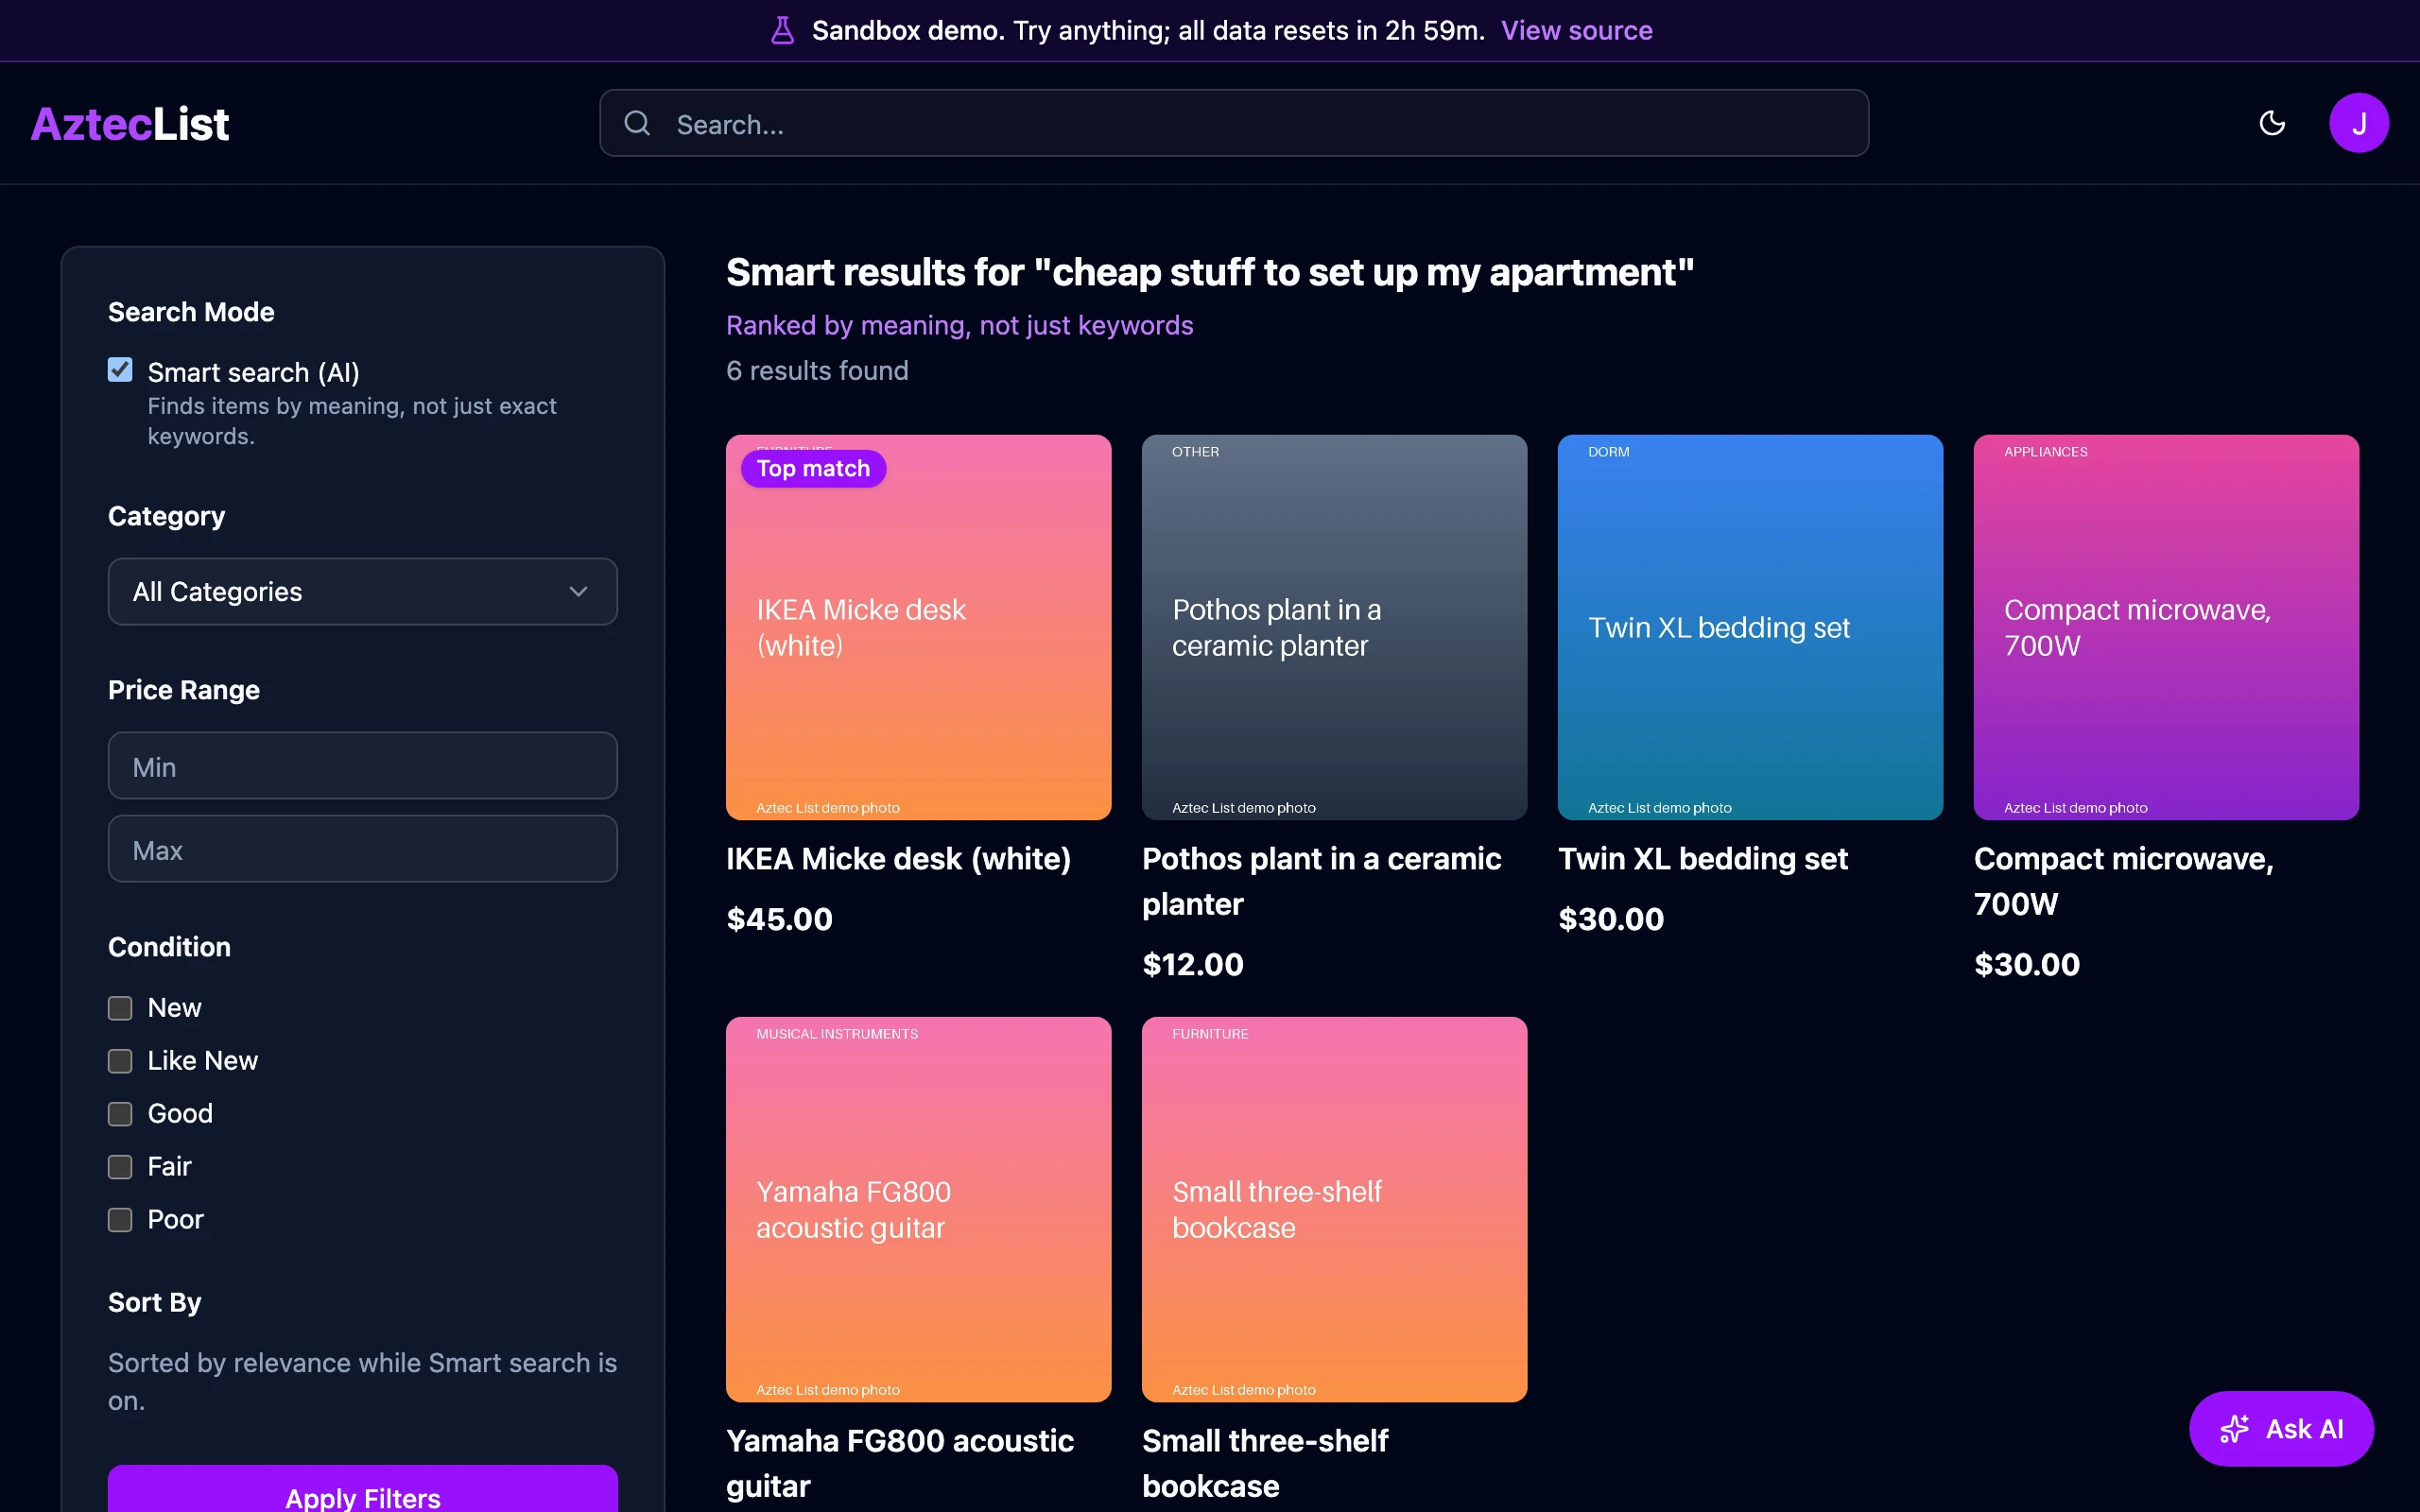 Sandbox demo. Try anything; all data resets in 2h 59m. View source
AztecList
Search...
J
Search Mode
Smart search (AI)
Finds items by meaning, not just exact
keywords.
Category
All Categories
Price Range
Min
Max
Condition
New
Like New
Good
Fair
Poor
Sort By
Sorted by relevance while Smart search is
on.
Apply Filters
Smart results for "cheap stuff to set up my apartment"
Ranked by meaning, not just keywords
6 results found
FURNITURE
Top match
IKEA Micke desk
(white)
Aztec List demo photo
IKEA Micke desk (white)
$45.00
OTHER
Pothos plant in a
ceramic planter
Aztec List demo photo
Pothos plant in a ceramic
planter
$12.00
DORM
Twin XL bedding set
Aztec List demo photo
Twin XL bedding set
$30.00
APPLIANCES
Compact microwave,
700W
Aztec List demo photo
Compact microwave,
700W
$30.00
MUSICAL INSTRUMENTS
Yamaha FG800
acoustic guitar
Aztec List demo photo
Yamaha FG800 acoustic
guitar
FURNITURE
Small three-shelf
bookcase
Aztec List demo photo
Small three-shelf
bookcase
Ask AI